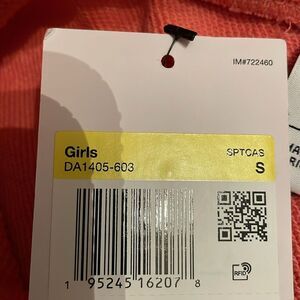 IM#722460
Girls SPTCAS
DA1405-603 S
RFID
1 95245 16207 8